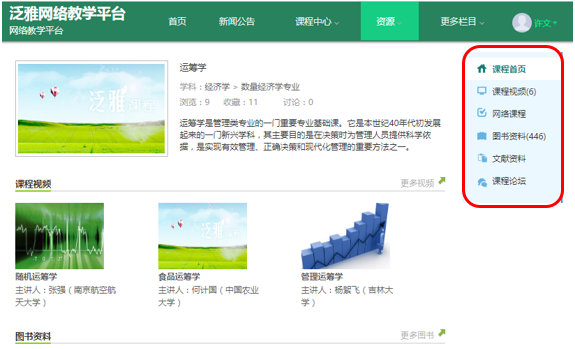 泛雅网络教学平台
网络教学平台
首页 新闻公告 课程中心 资源 更多栏目 许文
运筹学
学科：经济学 > 数量经济学专业
浏览：9 收藏：11 讨论：0
运筹学是管理类专业的一门重要专业基础课。它是本世纪40年代初发展
起来的一门新兴学科，其主要目的是在决策时为管理人员提供科学依
据，是实现有效管理、正确决策和现代化管理的重要方法之一。
泛雅课程
课程首页
课程视频(6)
网络课程
图书资料(446)
文献资料
课程论坛
课程视频 更多视频
随机运筹学
主讲人：张强（南京航空航
天大学）
食品运筹学
主讲人：何计国（中国农业
大学）
管理运筹学
主讲人：杨絮飞（吉林大
学）
图书资料 更多图书